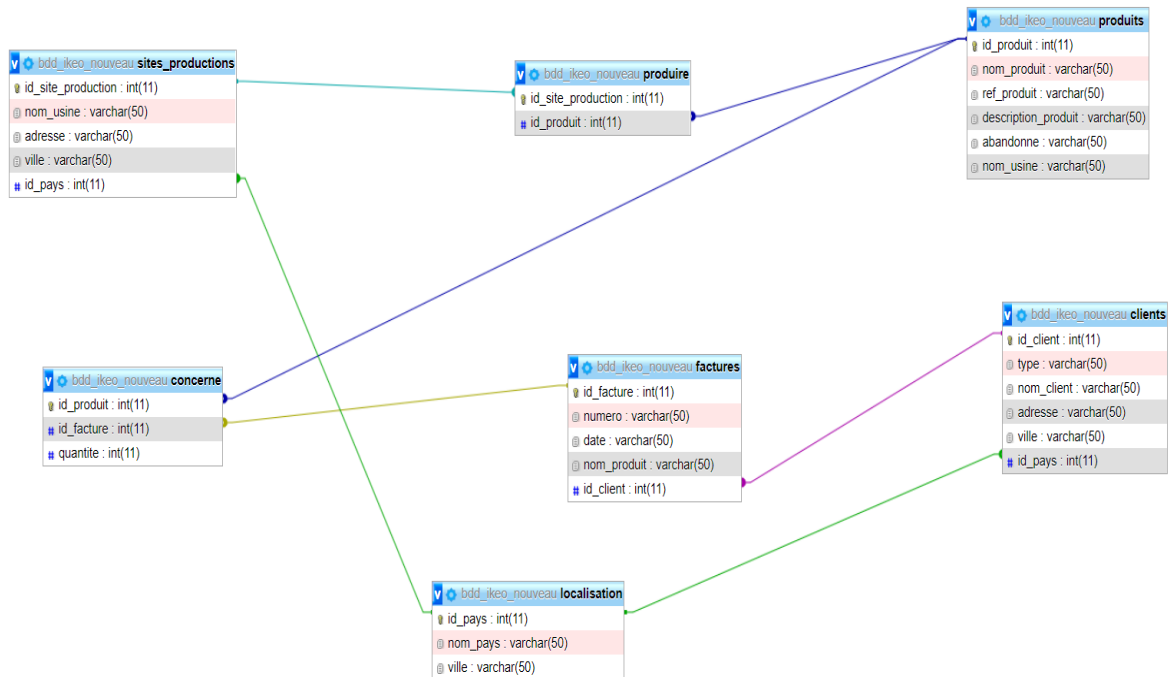 bdd_ikeo_nouveau sites_productions
id_site_production : int(11)
nom_usine : varchar(50)
adresse : varchar(50)
ville : varchar(50)
id_pays : int(11)
bdd_ikeo_nouveau produire
id_site_production : int(11)
id_produit : int(11)
bdd_ikeo_nouveau produits
id_produit : int(11)
nom_produit : varchar(50)
ref_produit : varchar(50)
description_produit : varchar(50)
abandonne : varchar(50)
nom_usine : varchar(50)
bdd_ikeo_nouveau concerne
id_produit : int(11)
id_facture : int(11)
quantite : int(11)
bdd_ikeo_nouveau factures
id_facture : int(11)
numero : varchar(50)
date : varchar(50)
nom_produit : varchar(50)
id_client : int(11)
bdd_ikeo_nouveau clients
id_client : int(11)
type : varchar(50)
nom_client : varchar(50)
adresse : varchar(50)
ville : varchar(50)
id_pays : int(11)
bdd_ikeo_nouveau localisation
id_pays : int(11)
nom_pays : varchar(50)
ville : varchar(50)